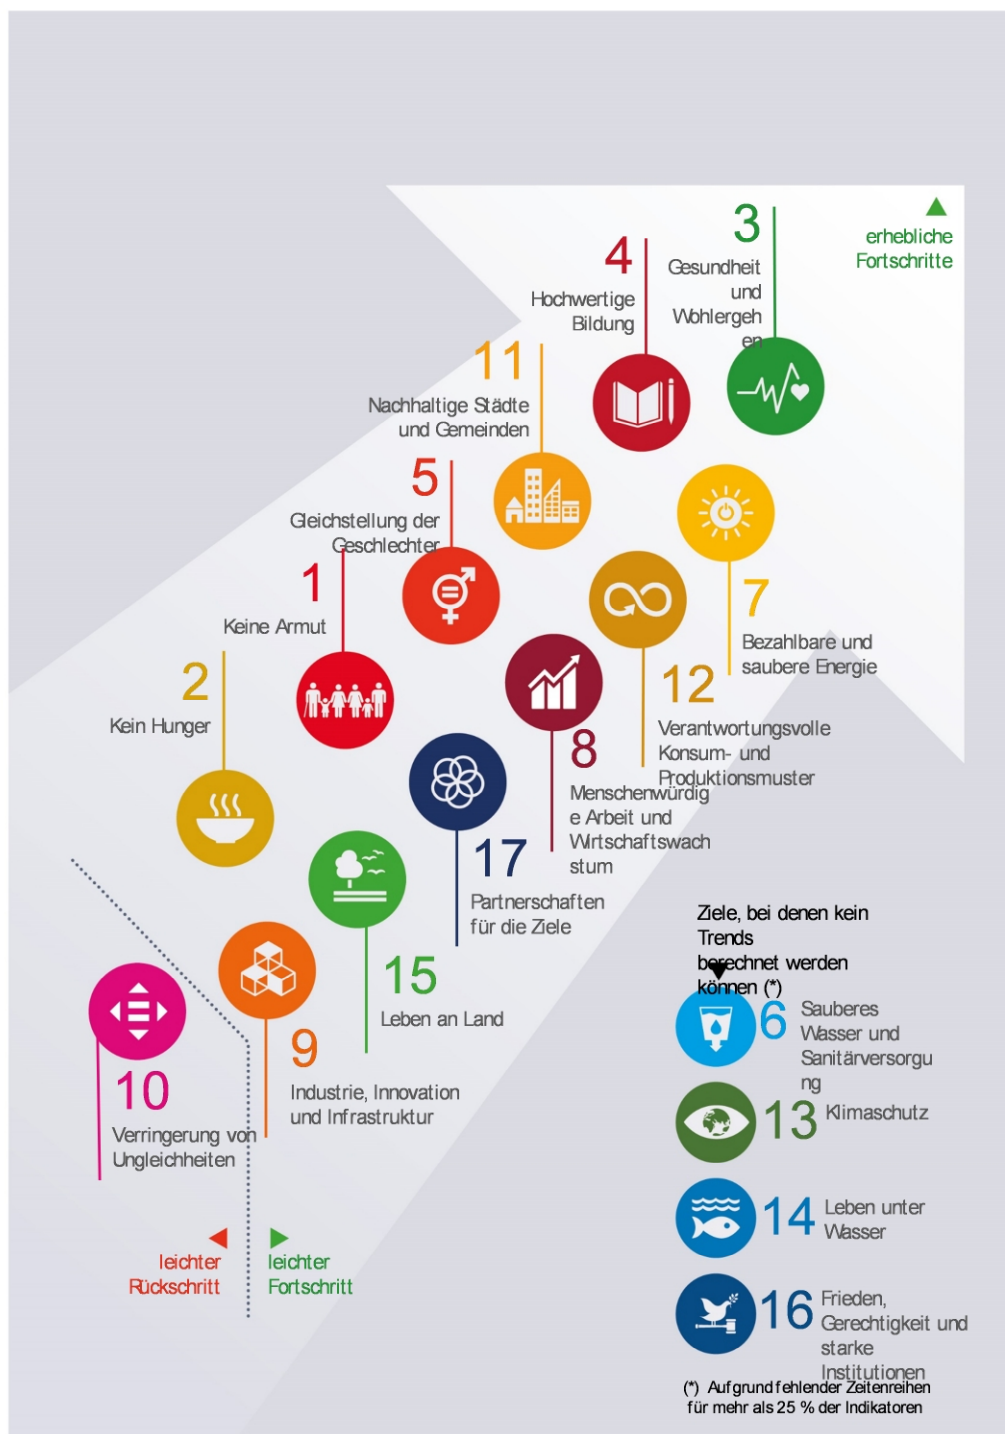 erhebliche
Fortschritte
3
Gesundheit
und
Wohlergeh
en
4
Hochwertige
Bildung
11
Nachhaltige Städte
und Gemeinden
5
Gleichstellung der
Geschlechter
1
Keine Armut
2
Kein Hunger
7
Bezahlbare und
saubere Energie
12
Verantwortungsvolle
Konsum- und
Produktionsmuster
8
Menschenwürdig
e Arbeit und
Wirtschaftswach
stum
17
Partnerschaften
für die Ziele
15
Leben an Land
9
Industrie, Innovation
und Infrastruktur
10
Verringerung von
Ungleichheiten
leichter
Rückschritt
leichter
Fortschritt
Ziele, bei denen kein
Trends
berechnet werden
können (*)
6
Sauberes
Wasser und
Sanitärversorgu
ng
13
Klimaschutz
14
Leben unter
Wasser
16
Frieden,
Gerechtigkeit und
starke
Institutionen
(*) Aufgrund fehlender Zeitenreihen
für mehr als 25 % der Indikatoren